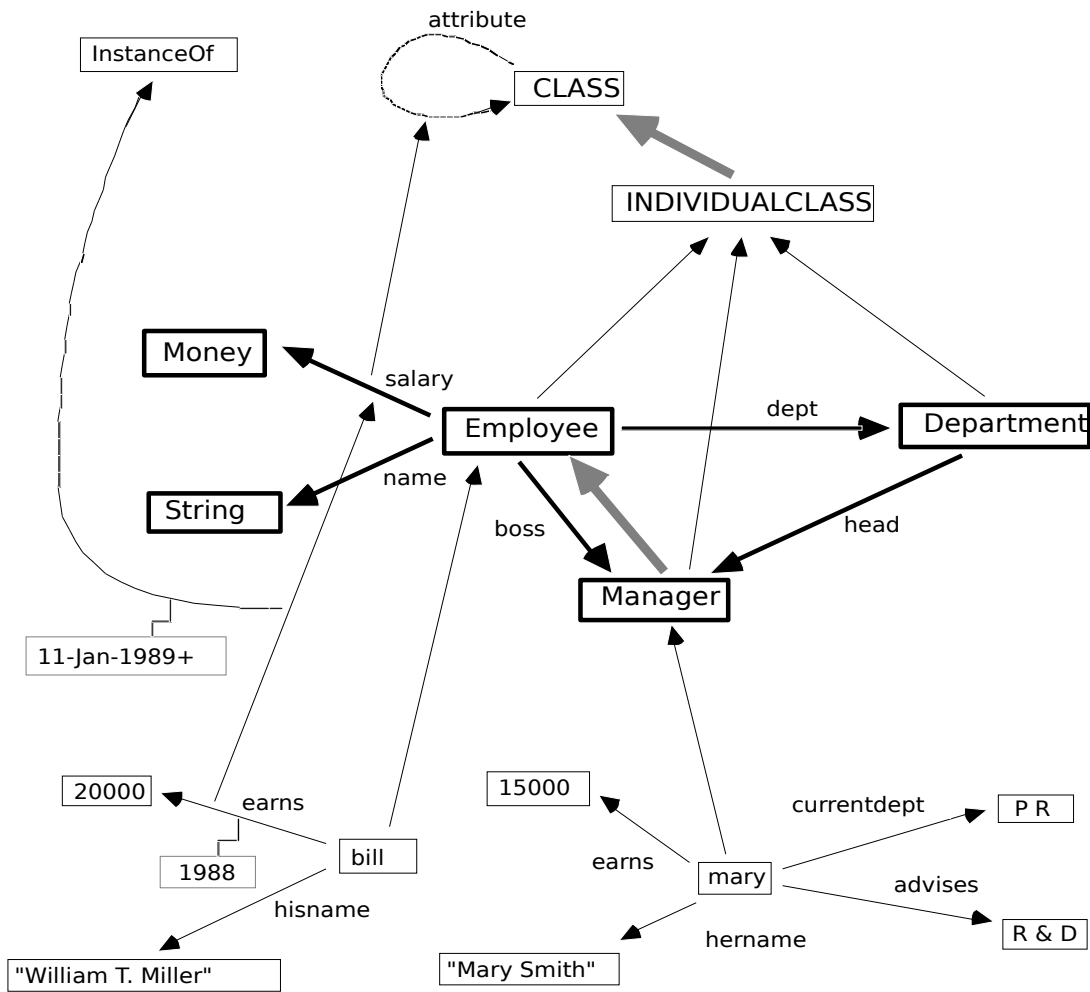 attribute
InstanceOf
CLASS
INDIVIDUALCLASS
Money
salary
dept
Employee
Department
name
String
boss
head
Manager
11-Jan-1989+
20000
earns
15000
currentdept
P R
earns
bill
1988
mary
advises
hisname
hername
R & D
"William T. Miller"
"Mary Smith"